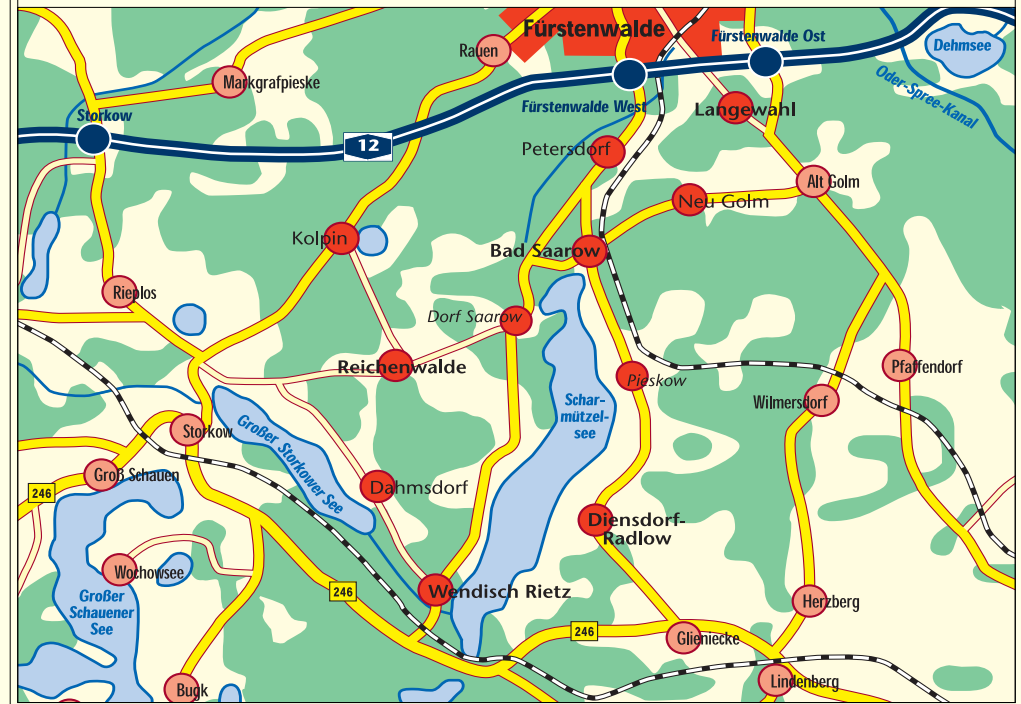 Fürstenwalde
Fürstenwalde Ost
Rauen
Dehmsee
Markgrafpieske
Oder-Spree-Kanal
Fürstenwalde West
Langewahl
Storkow
12
Petersdorf
Alt Golm
Neu Golm
Kolpin
Bad Saarow
Rieplos
Dorf Saarow
Reichenwalde
Pfaffendorf
Pieskow
Wilmersdorf
Schar-
mützel-
see
Storkow
Großer
Storkower
See
Groß Schauen
246
Dahmsdorf
Diensdorf-
Radlow
Wochowsee
Wendisch Rietz
246
Großer
Schauener
See
Herzberg
246
Glieniecke
Lindenberg
Bugk